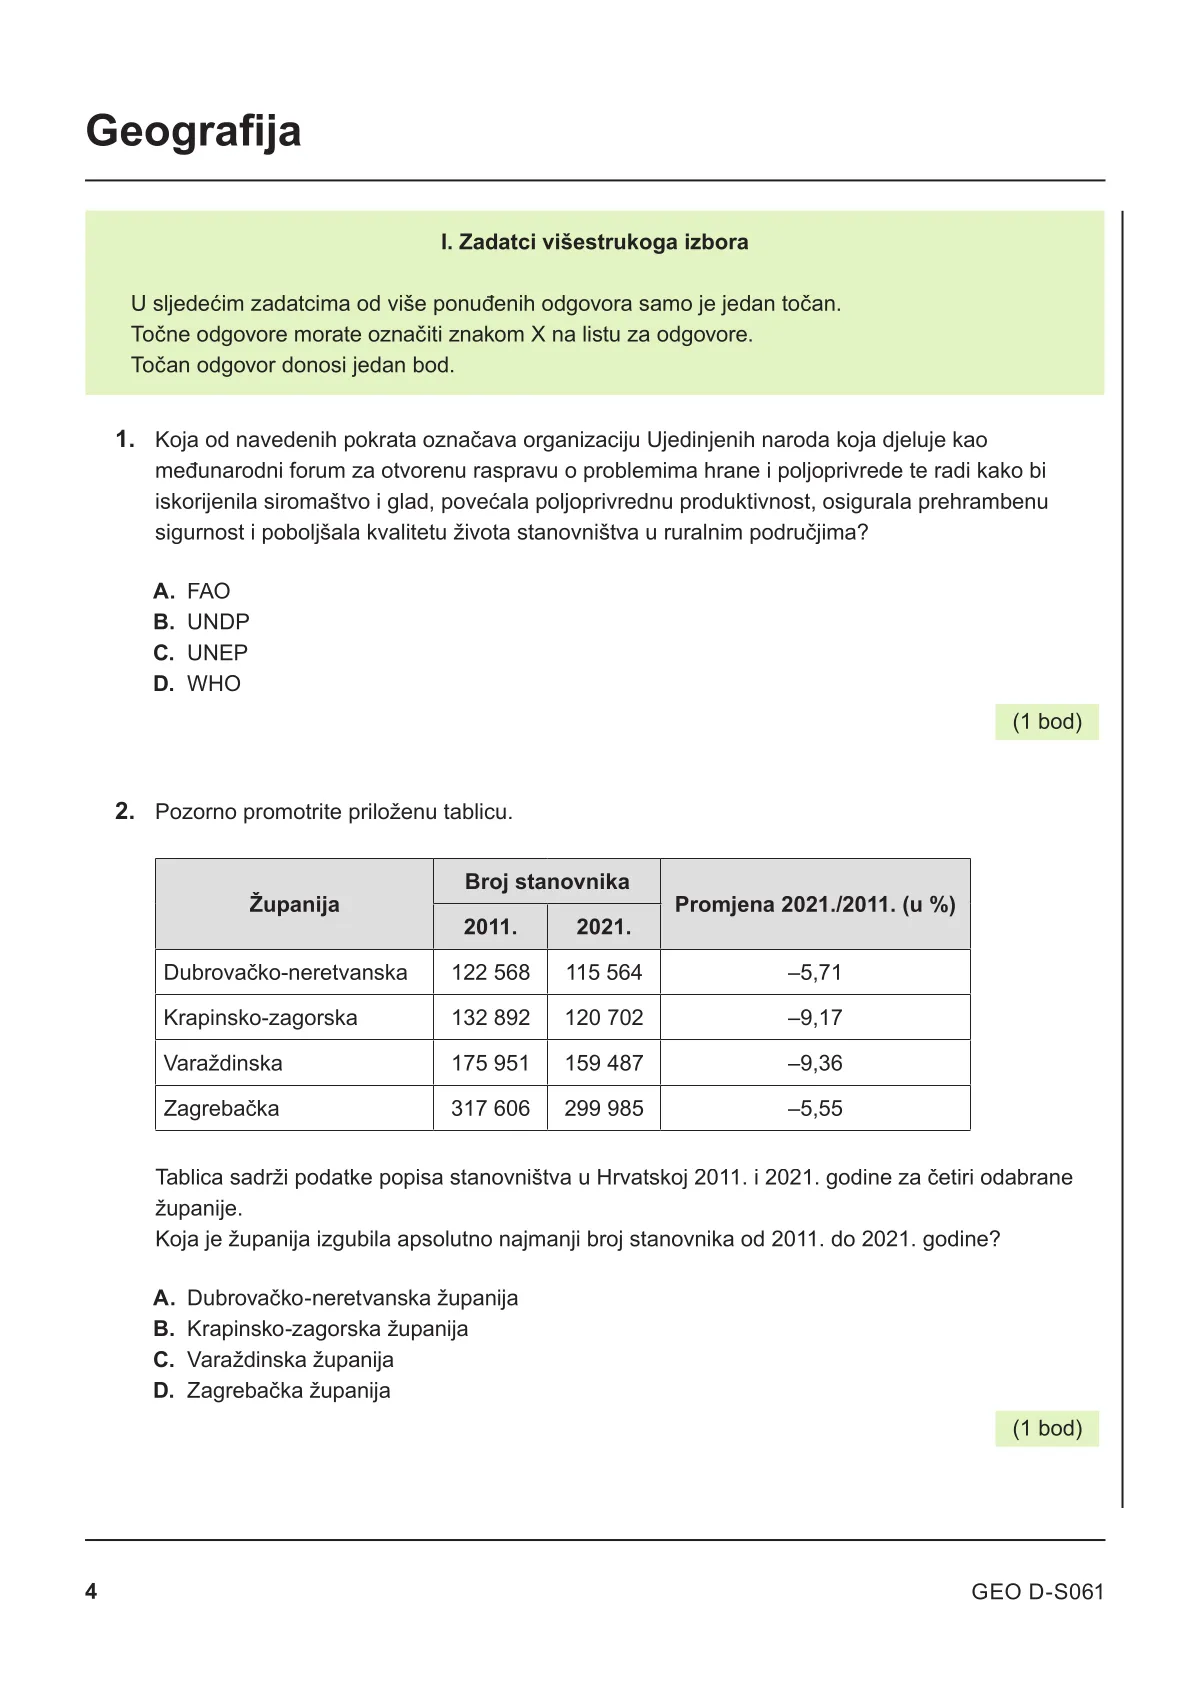 Geografija
I. Zadatci višestrukoga izbora
U sljedećim zadatcima od više ponuđenih odgovora samo je jedan točan.
Točne odgovore morate označiti znakom X na listu za odgovore.
Točan odgovor donosi jedan bod.
1. Koja od navedenih pokrata označava organizaciju Ujedinjenih naroda koja djeluje kao
međunarodni forum za otvorenu raspravu o problemima hrane i poljoprivrede te radi kako bi
iskorijenila siromaštvo i glad, povećala poljoprivrednu produktivnost, osigurala prehrambenu
sigurnost i poboljšala kvalitetu života stanovništva u ruralnim područjima?
A. FAO
B. UNDP
C. UNEP
D. WHO
(1 bod)
2. Pozorno promotrite priloženu tablicu.
Županija Broj stanovnika Promjena 2021./2011. (u %)
2011. 2021.
Dubrovačko-neretvanska 122 568 115 564 –5,71
Krapinsko-zagorska 132 892 120 702 –9,17
Varaždinska 175 951 159 487 –9,36
Zagrebačka 317 606 299 985 –5,55
Tablica sadrži podatke popisa stanovništva u Hrvatskoj 2011. i 2021. godine za četiri odabrane
županije.
Koja je županija izgubila apsolutno najmanji broj stanovnika od 2011. do 2021. godine?
A. Dubrovačko-neretvanska županija
B. Krapinsko-zagorska županija
C. Varaždinska županija
D. Zagrebačka županija
(1 bod)
4 GEO D-S061